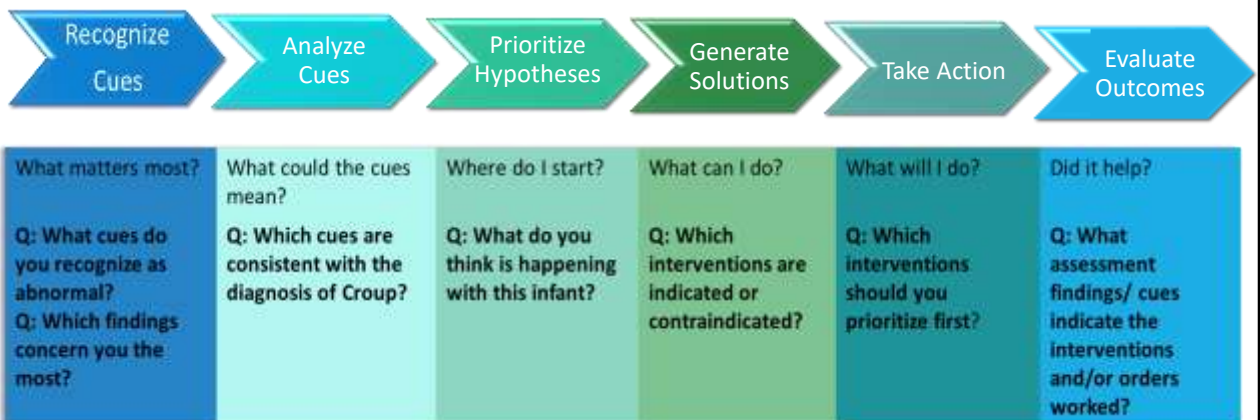 Recognize
Cues
Analyze
Cues
Prioritize
Hypotheses
Generate
Solutions
Take Action
Evaluate
Outcomes
What matters most?
Q: What cues do
you recognize as
abnormal?
Q: Which findings
concern you the
most?
What could the cues
mean?
Q: Which cues are
consistent with the
diagnosis of Croup?
Where do I start?
Q: What do you
think is happening
with this infant?
What can I do?
Q: Which
interventions are
indicated or
contraindicated?
What will I do?
Q: Which
interventions
should you
prioritize first?
Did it help?
Q: What
assessment
findings/ cues
indicate the
interventions
and/or orders
worked?